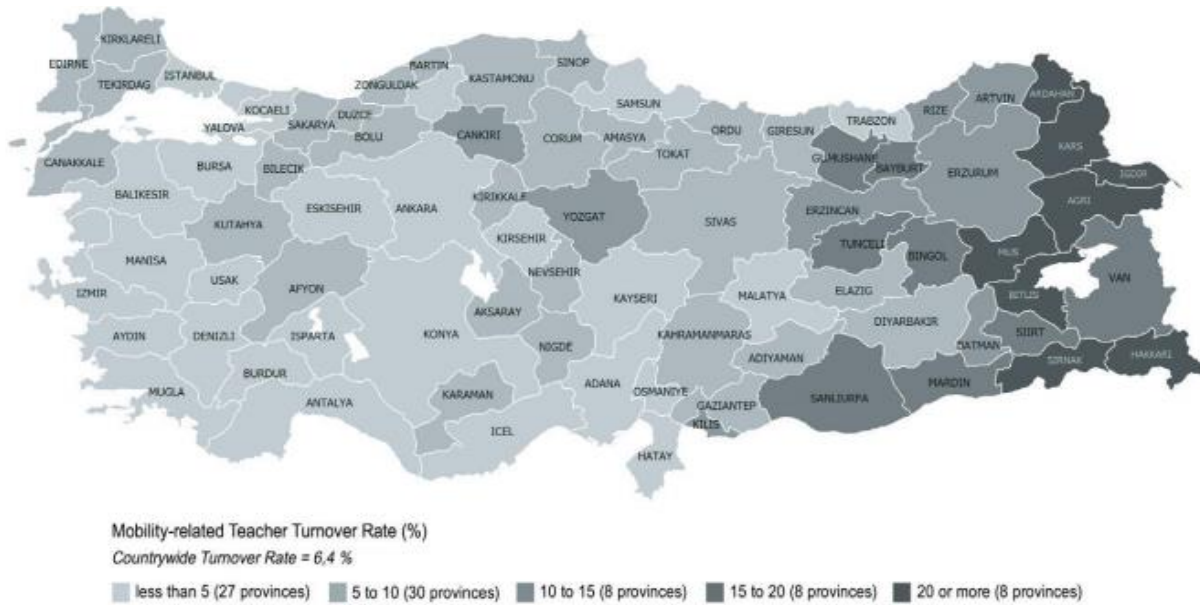 KIRKLARELI
EDIRNE
TEKIRDAG
ISTANBUL
KOCAELI
YALOVA
SAKARYA
DUZCE
ZONGULDAK
BARTIN
KASTAMONU
SINOP
SAMSUN
BOLU
CANKIRI
CORUM
AMASYA
TOKAT
ORDU
GIRESUN
TRABZON
RIZE
ARTVIN
ARDAHAN
KARS
IGDIR
AGRI
GUMUSHANE
BAYBURT
ERZURUM
ERZINCAN
CANAKKALE
BALIKESIR
BURSA
BILECIK
ESKISEHIR
ANKARA
KIRIKKALE
YOZGAT
SIVAS
KUTAHYA
KIRSEHIR
TUNCELI
BINGOL
MUS
VAN
BITLIS
MANISA
USAK
AFYON
NEVSEHIR
KAYSERI
MALATYA
ELAZIG
IZMIR
AKSARAY
KONYA
DIYARBAKIR
SIIRT
BATMAN
SIRNAK
HAKKARI
AYDIN
DENIZLI
ISPARTA
NIGDE
KAHRAMANMARAS
ADIYAMAN
MARDIN
BURDUR
MUGLA
ANTALYA
KARAMAN
ADANA
OSMANIYE
GAZIANTEP
SANLIURPA
KILIS
ICEL
HATAY
Mobility-related Teacher Turnover Rate (%)
Countrywide Turnover Rate = 6,4 %
less than 5 (27 provinces) 5 to 10 (30 provinces) 10 to 15 (8 provinces) 15 to 20 (8 provinces) 20 or more (8 provinces)